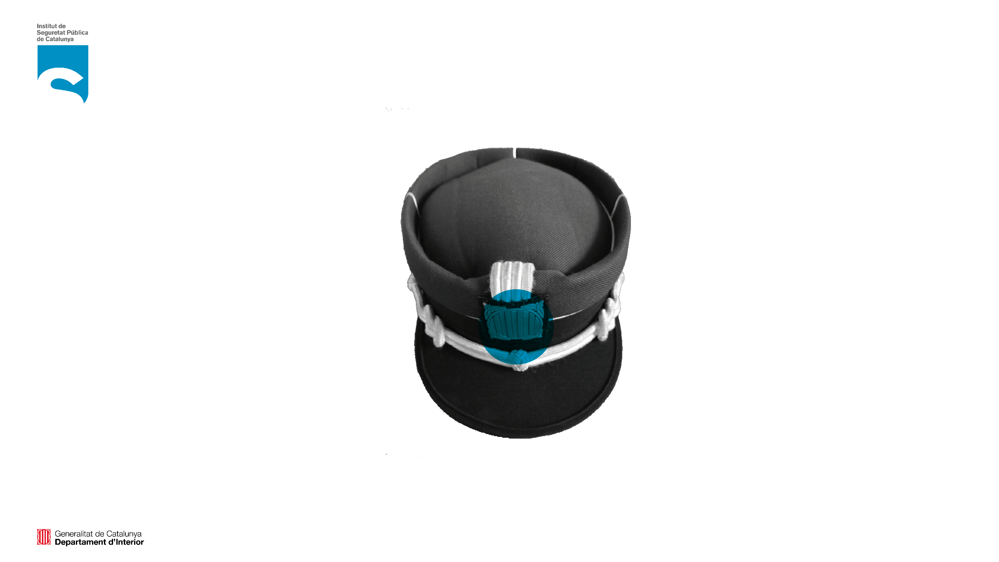 Institut de
Seguretat Pública
de Catalunya
Generalitat de Catalunya
Departament d'Interior